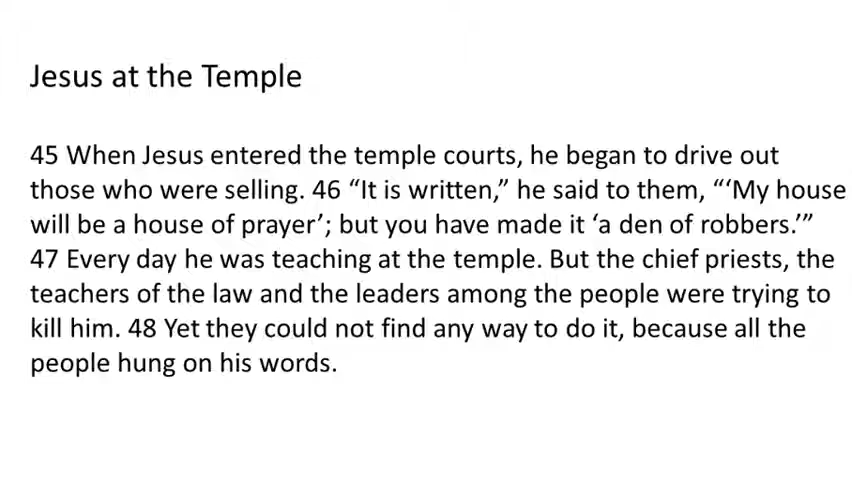 Jesus at the Temple
45 When Jesus entered the temple courts, he began to drive out
those who were selling. 46 “It is written,” he said to them, “‘My house
will be a house of prayer’; but you have made it ‘a den of robbers.’”
47 Every day he was teaching at the temple. But the chief priests, the
teachers of the law and the leaders among the people were trying to
kill him. 48 Yet they could not find any way to do it, because all the
people hung on his words.